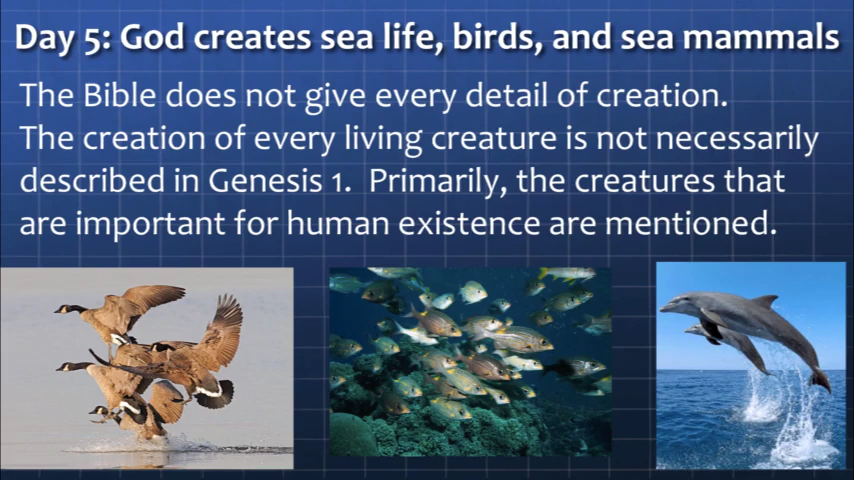 Day 5: God creates sea life, birds, and sea mammals
The Bible does not give every detail of creation.
The creation of every living creature is not necessarily
described in Genesis 1.  Primarily, the creatures that
are important for human existence are mentioned.